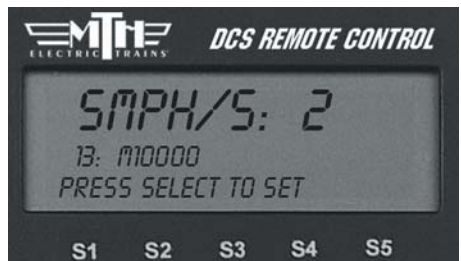 MTH
ELECTRIC TRAINS
DCS REMOTE CONTROL
SMPH/S: 2
13: M10000
PRESS SELECT TO SET
S1 S2 S3 S4 S5